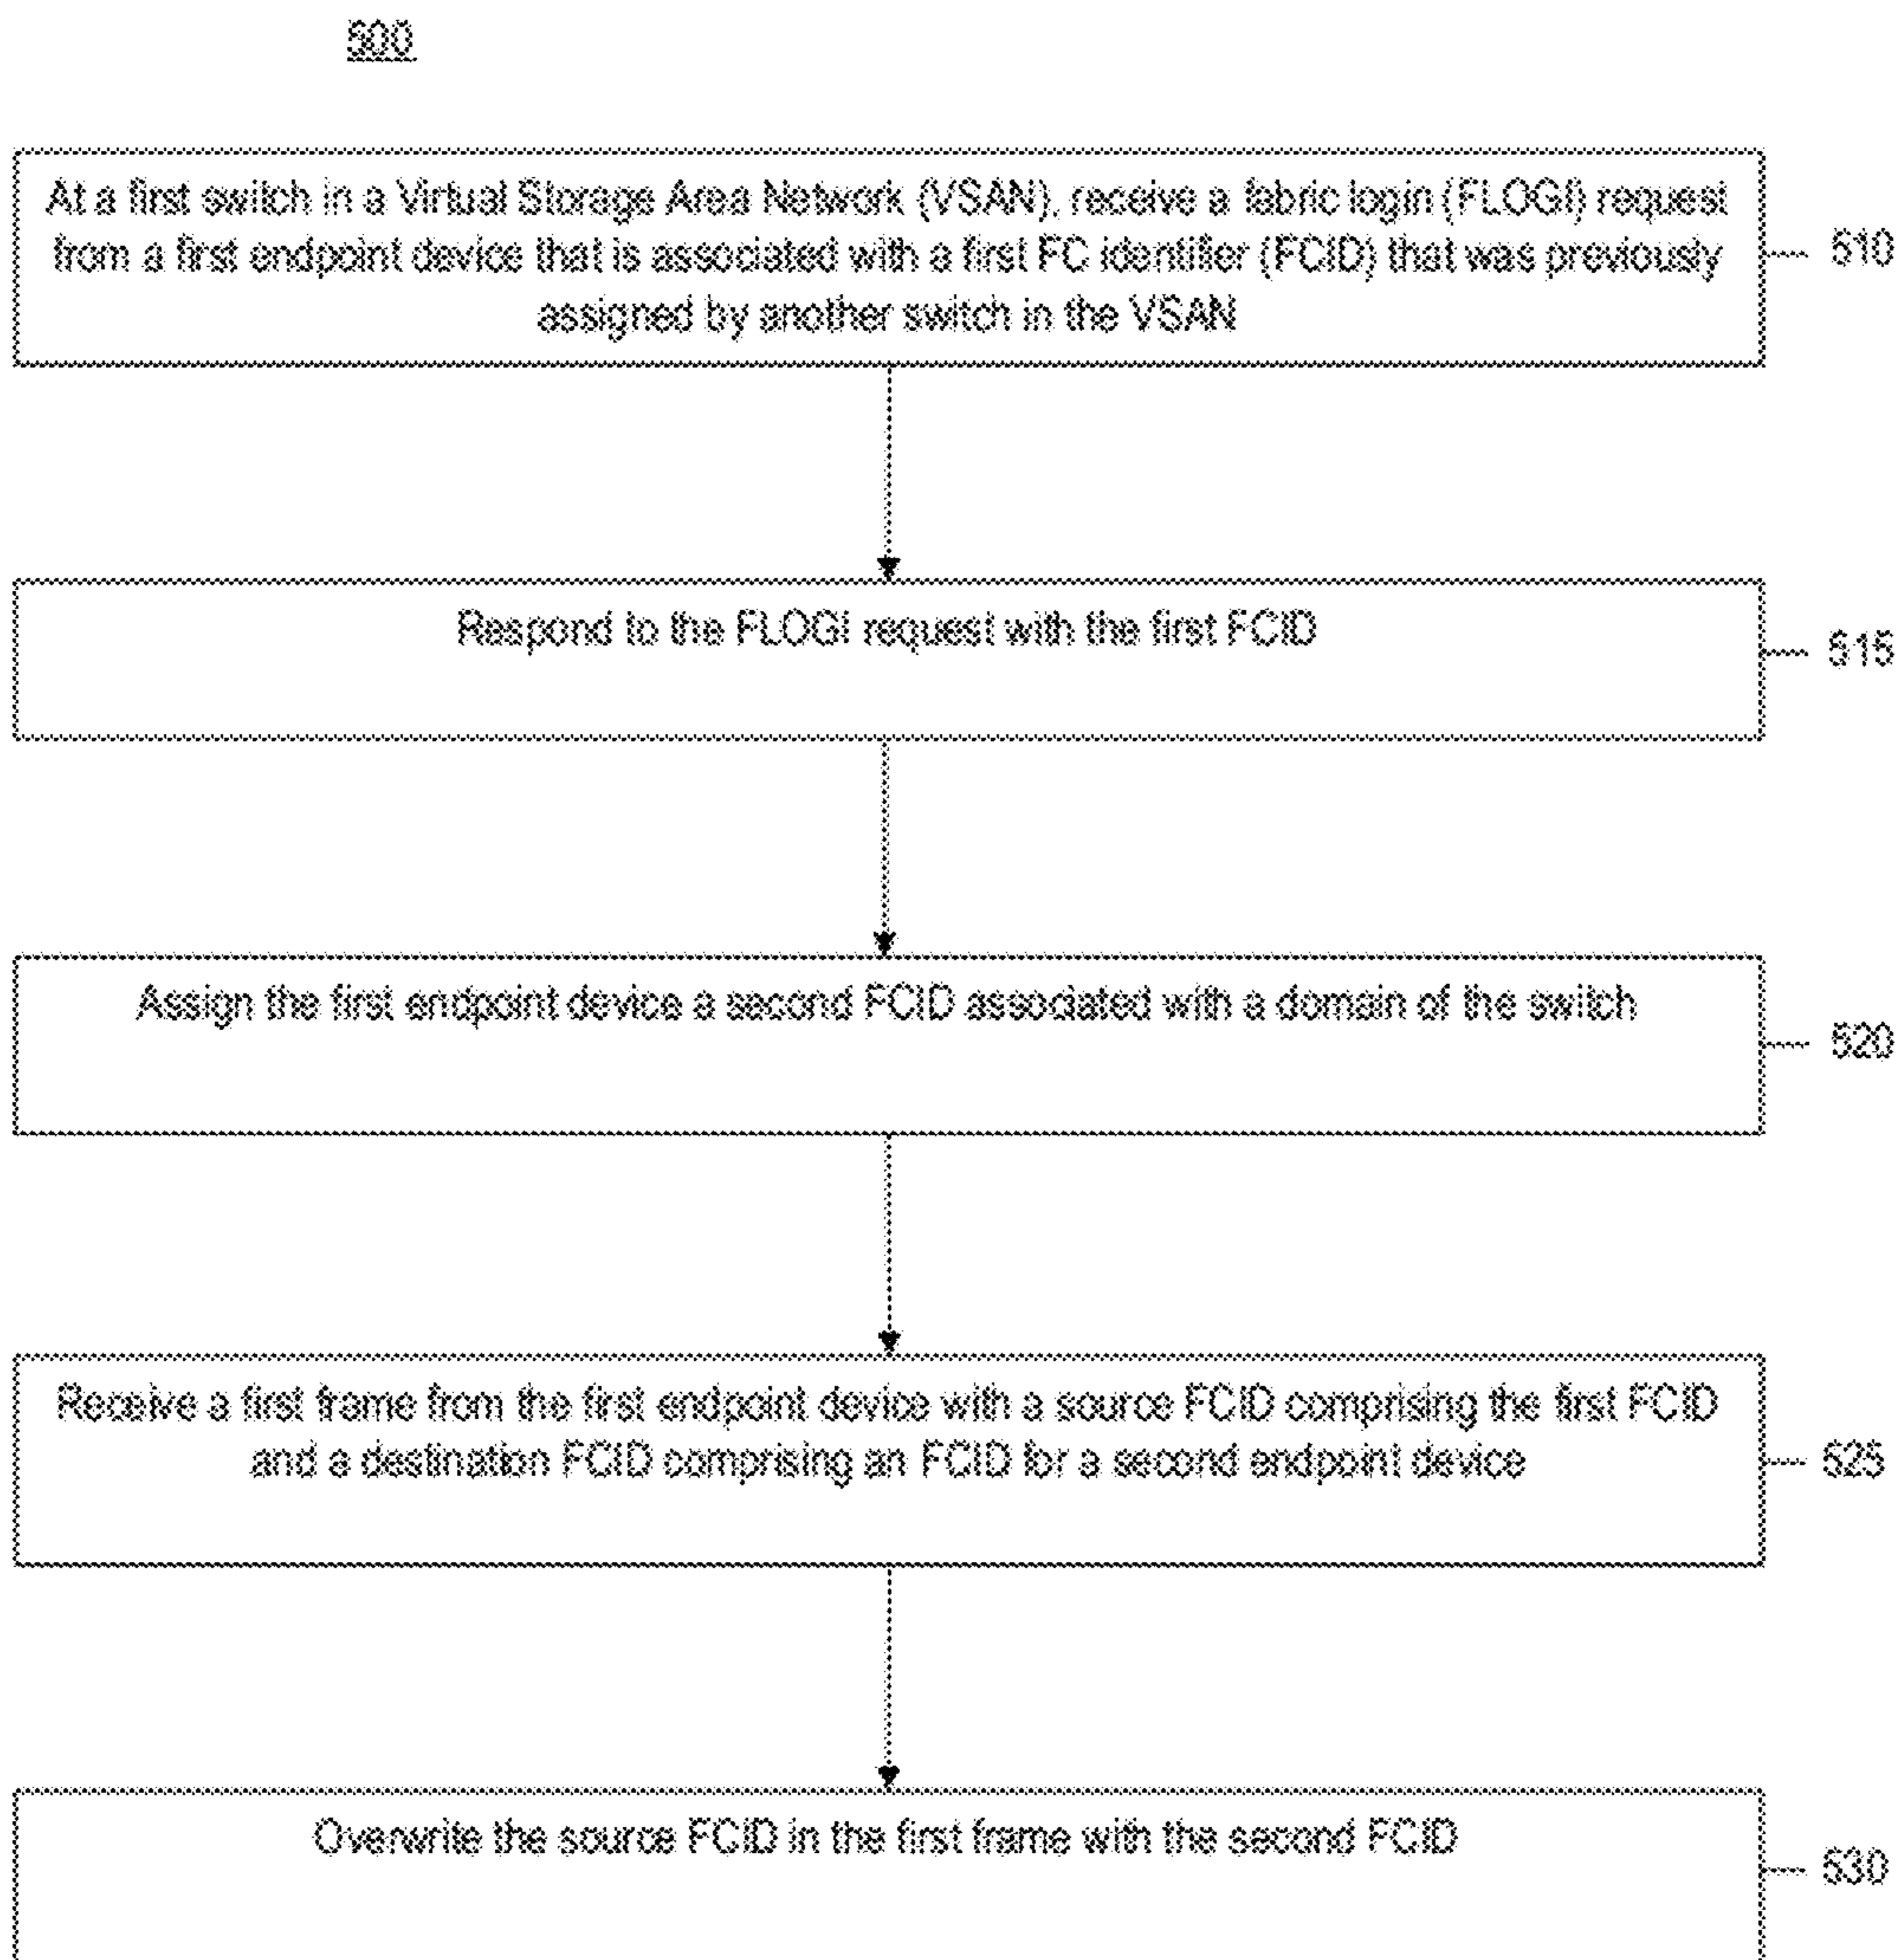 500
At a first switch in a Virtual Storage Area Network (VSAN), receive a fabric login (FLOGI) request
from a first endpoint device that is associated with a first FC identifier (FCID) that was previously
assigned by another switch in the VSAN
510
Respond to the FLOGI request with the first FCID
515
Assign the first endpoint device a second FCID associated with a domain of the switch
520
Receive a first frame from the first endpoint device with a source FCID comprising the first FCID
and a destination FCID comprising an FCID for a second endpoint device
525
Overwrite the source FCID in the first frame with the second FCID
530